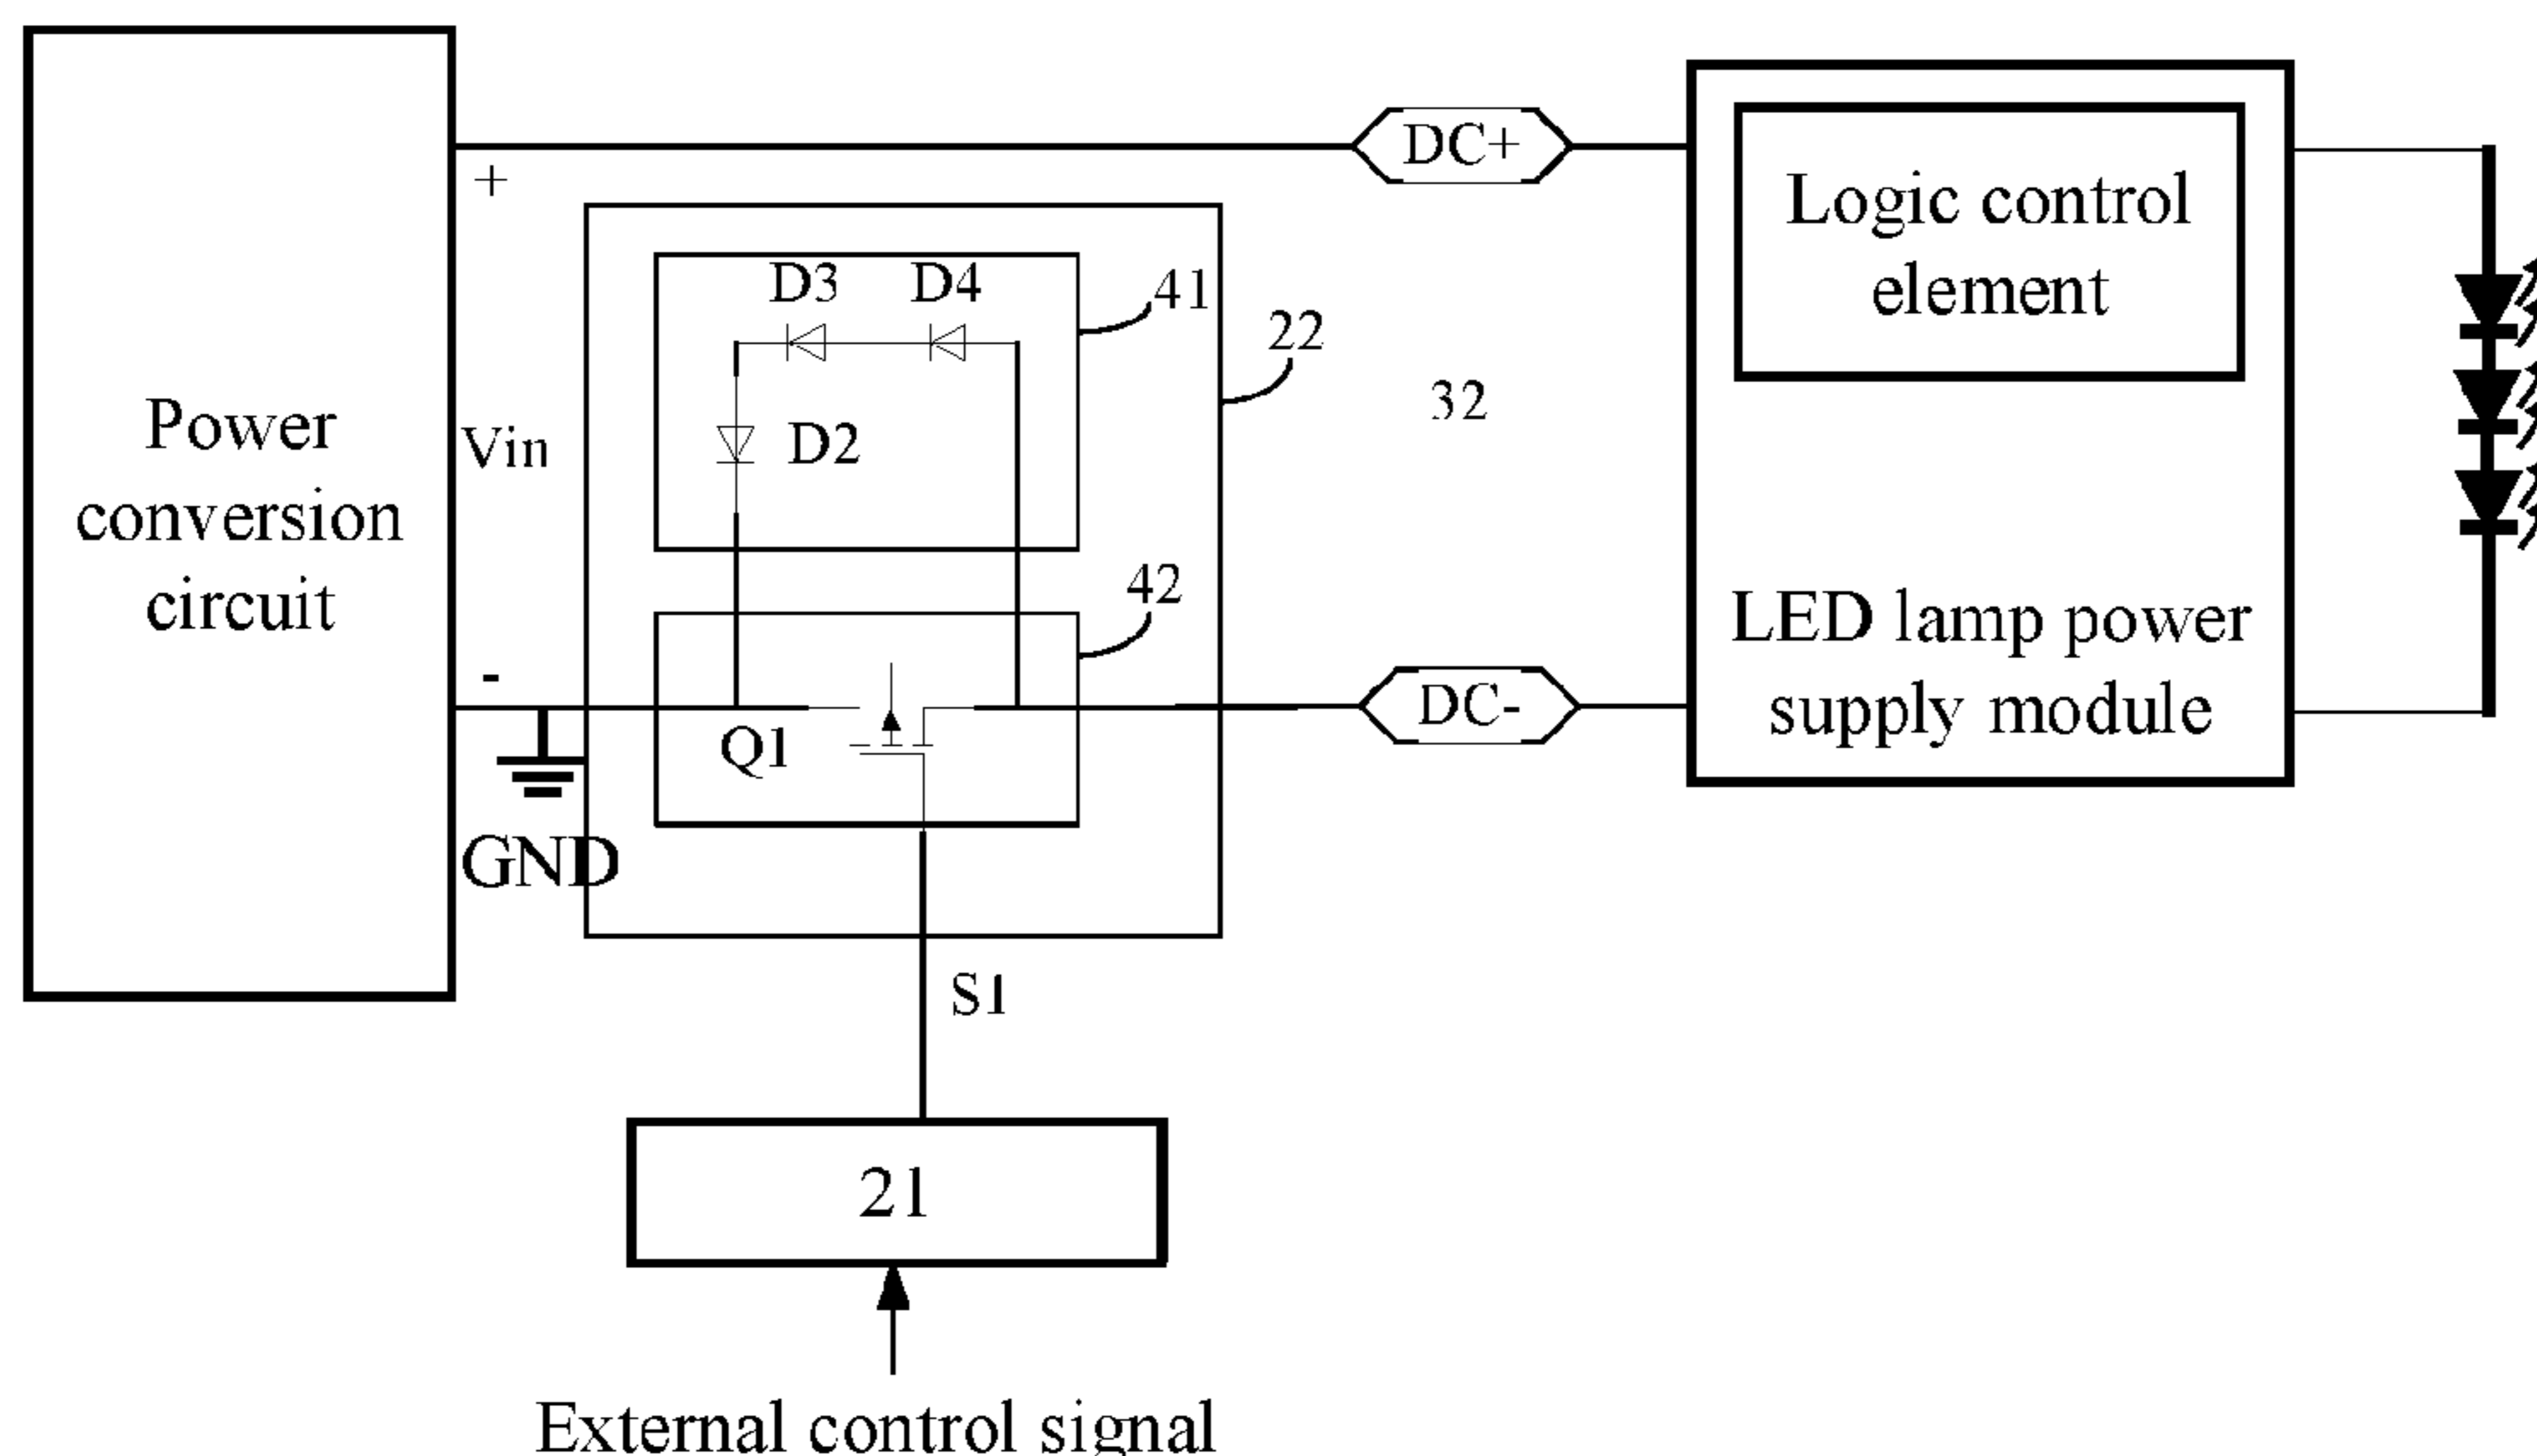 DC+
+
Logic control
element
D3
D4
41
22
32
Power
conversion
circuit
Vin
D2
42
LED lamp power
supply module
-
DC-
Q1
GND
S1
21
External control signal